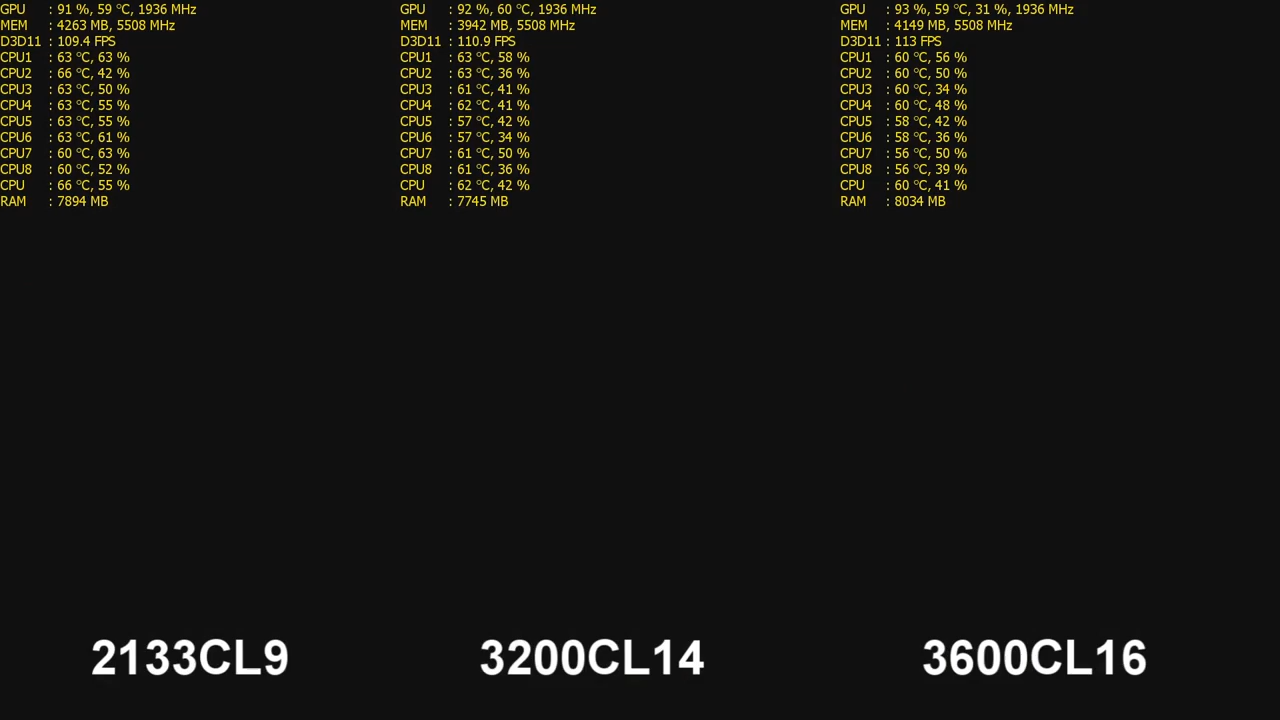 GPU : 91 %, 59 °C, 1936 MHz
MEM : 4263 MB, 5508 MHz
D3D11 : 109.4 FPS
CPU1 : 63 °C, 63 %
CPU2 : 66 °C, 42 %
CPU3 : 63 °C, 50 %
CPU4 : 63 °C, 55 %
CPU5 : 63 °C, 55 %
CPU6 : 63 °C, 61 %
CPU7 : 60 °C, 63 %
CPU8 : 60 °C, 52 %
CPU : 66 °C, 55 %
RAM : 7894 MB
2133CL9
GPU : 92 %, 60 °C, 1936 MHz
MEM : 3942 MB, 5508 MHz
D3D11 : 110.9 FPS
CPU1 : 63 °C, 58 %
CPU2 : 63 °C, 36 %
CPU3 : 61 °C, 41 %
CPU4 : 62 °C, 41 %
CPU5 : 57 °C, 42 %
CPU6 : 57 °C, 34 %
CPU7 : 61 °C, 50 %
CPU8 : 61 °C, 36 %
CPU : 62 °C, 42 %
RAM : 7745 MB
3200CL14
GPU : 93 %, 59 °C, 31 %, 1936 MHz
MEM : 4149 MB, 5508 MHz
D3D11 : 113 FPS
CPU1 : 60 °C, 56 %
CPU2 : 60 °C, 50 %
CPU3 : 60 °C, 34 %
CPU4 : 60 °C, 48 %
CPU5 : 58 °C, 42 %
CPU6 : 58 °C, 36 %
CPU7 : 56 °C, 50 %
CPU8 : 56 °C, 39 %
CPU : 60 °C, 41 %
RAM : 8034 MB
3600CL16